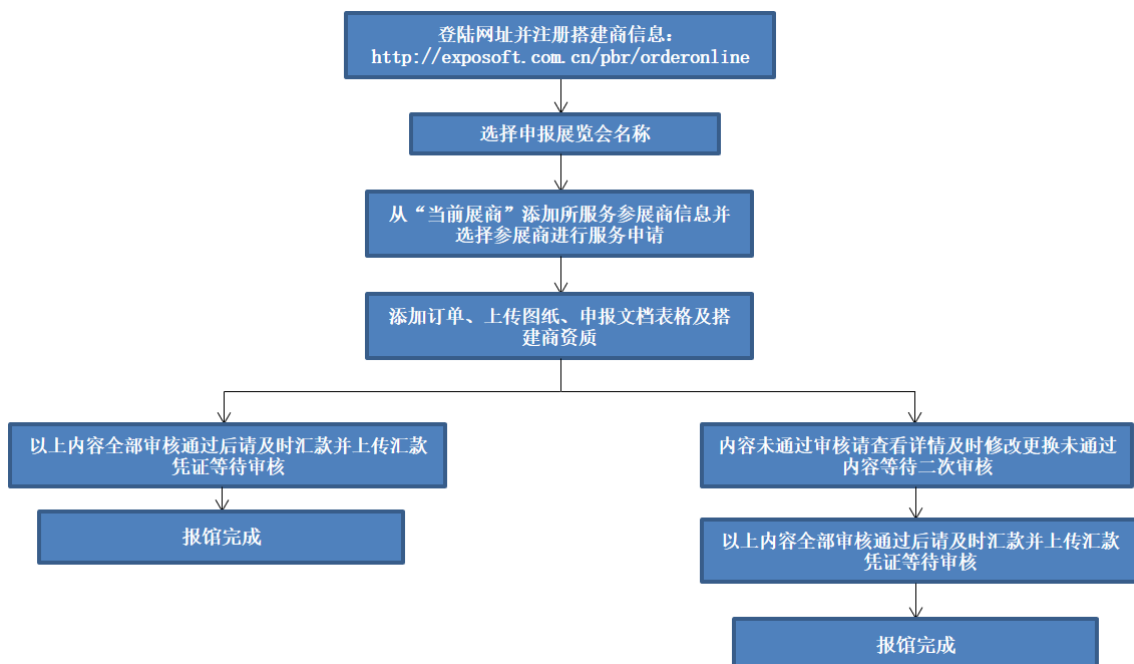 登陆网址并注册搭建商信息：
http://exposoft.com.cn/pbr/orderonline
选择申报展览会名称
从“当前展商”添加所服务参展商信息并
选择参展商进行服务申请
添加订单、上传图纸、申报文档表格及搭
建商资质
以上内容全部审核通过后请及时汇款并上传汇款
凭证等待审核
报馆完成
内容未通过审核请查看详情及时修改更换未通过
内容等待二次审核
以上内容全部审核通过后请及时汇款并上传汇款
凭证等待审核
报馆完成